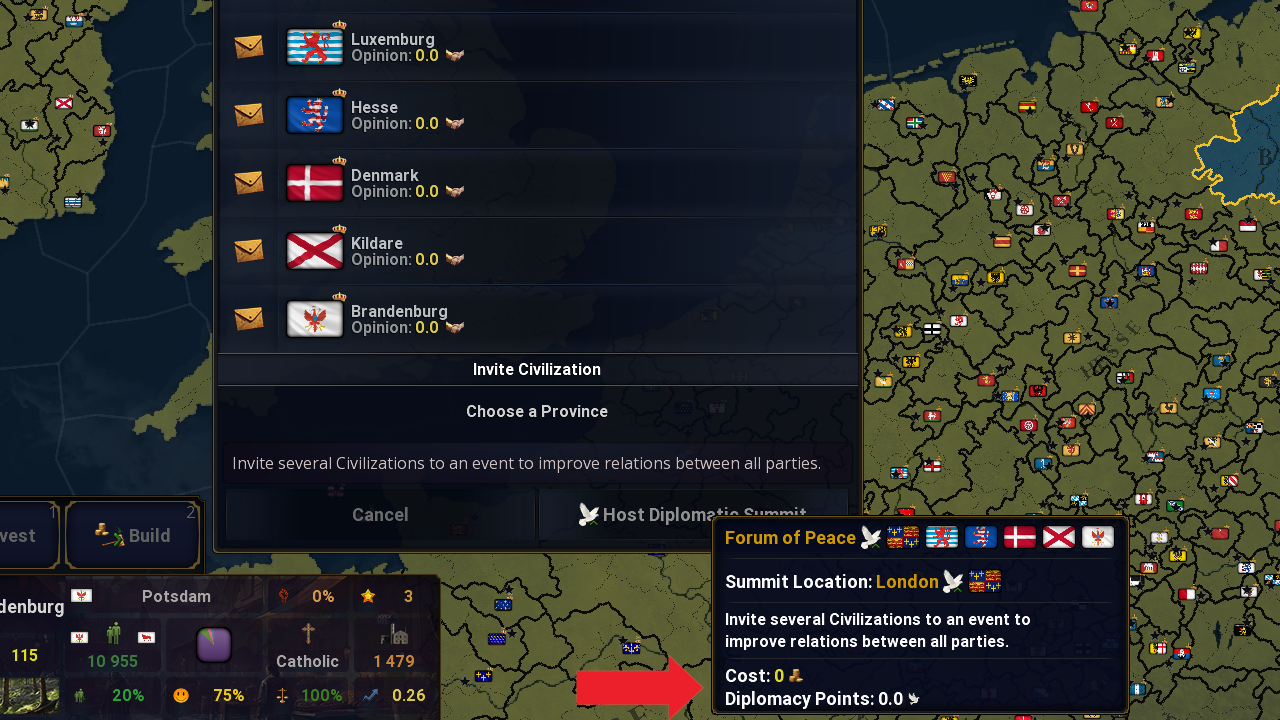 Luxemburg
Opinion: 0.0
Hesse
Opinion: 0.0
Denmark
Opinion: 0.0
Kildare
Opinion: 0.0
Brandenburg
Opinion: 0.0
Invite Civilization
Choose a Province
Invite several Civilizations to an event to improve relations between all parties.
Cancel
Host Diplomatic Summit
Forum of Peace
Summit Location: London
Invite several Civilizations to an event to
improve relations between all parties.
Cost: 0
Diplomacy Points: 0.0
vest 1
Build 2
denburg
Potsdam
0%
3
115
10 955
Catholic
1 479
20%
75%
100%
0.26
B
HESSE